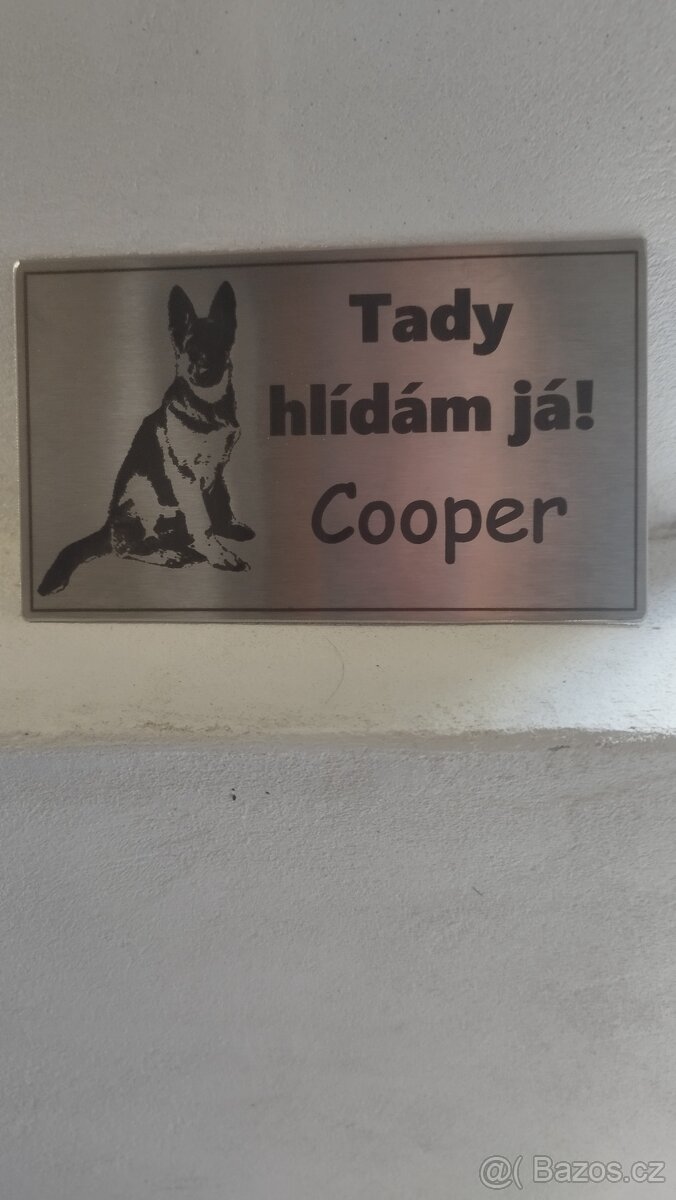 Tady
hlídám já!
Cooper
@( Bazos.cz